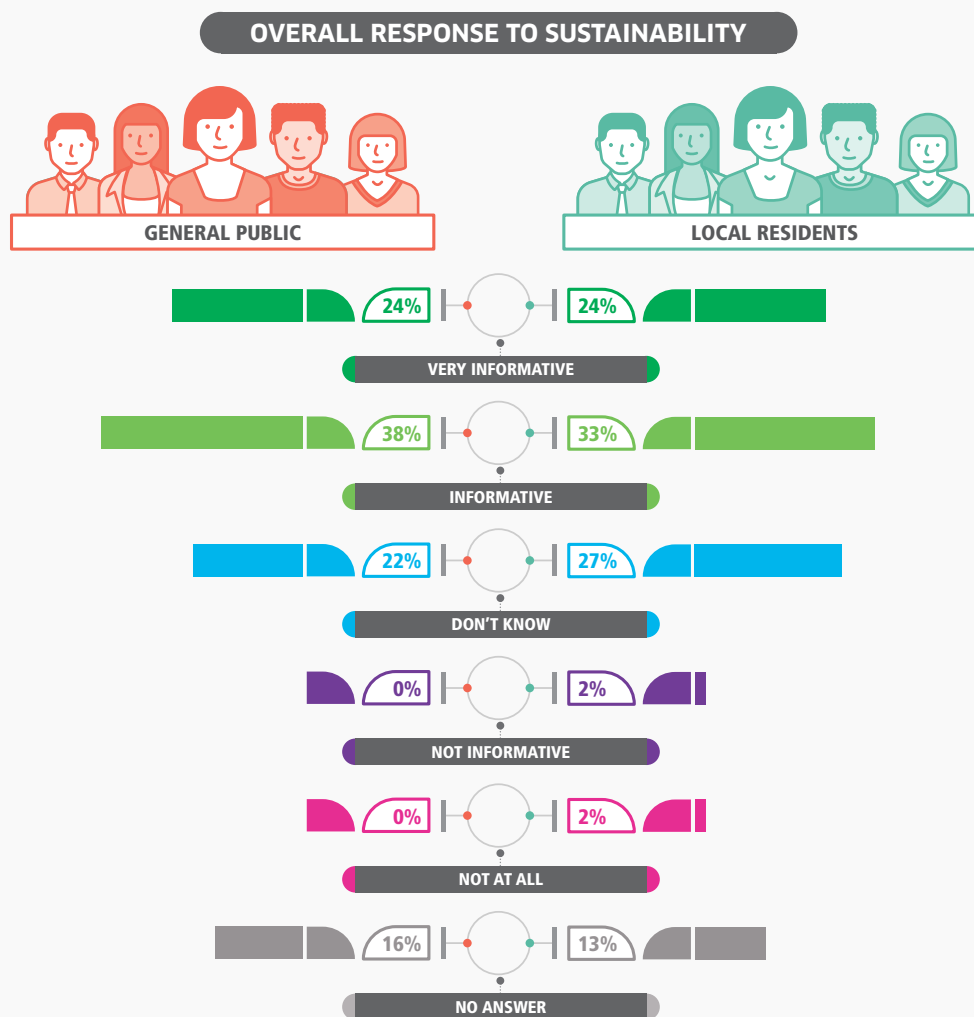 OVERALL RESPONSE TO SUSTAINABILITY
GENERAL PUBLIC
LOCAL RESIDENTS
24%
24%
VERY INFORMATIVE
38%
33%
INFORMATIVE
22%
27%
DON'T KNOW
0%
2%
NOT INFORMATIVE
0%
2%
NOT AT ALL
16%
13%
NO ANSWER